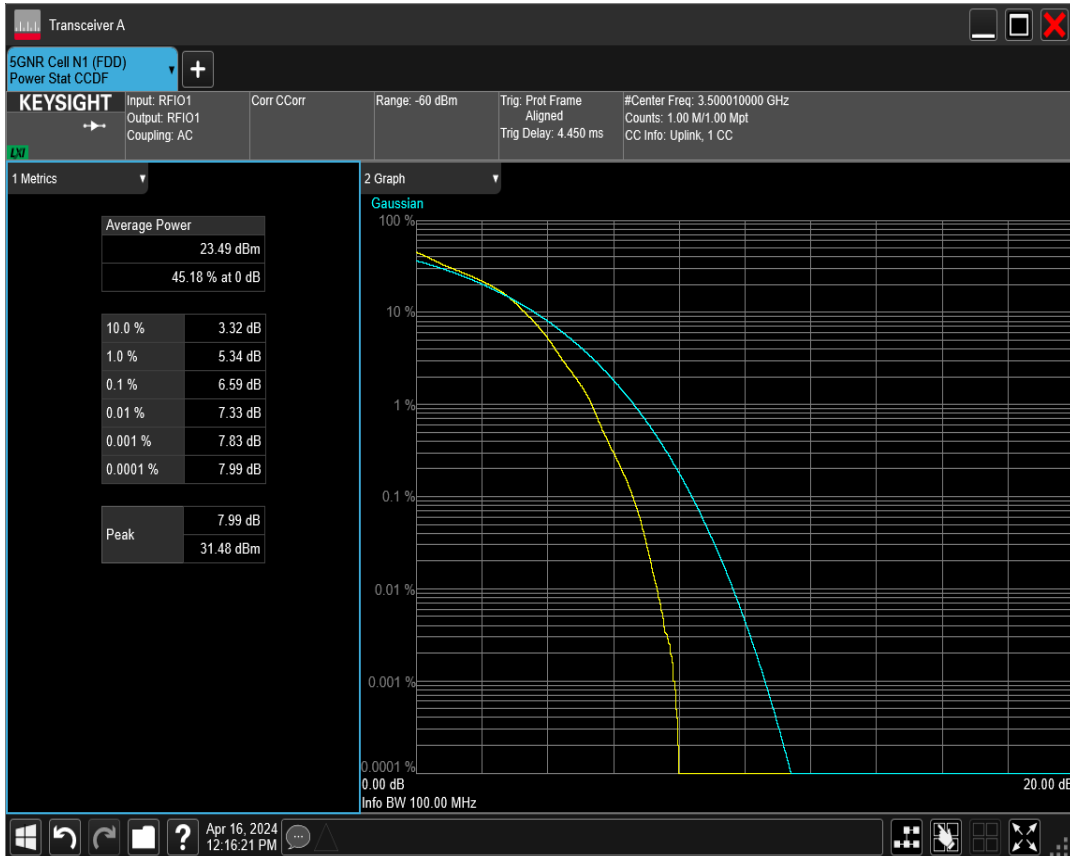 Transceiver A
5GNR Cell N1 (FDD)
Power Stat CCDF
KEYSIGHT
LXI
Input: RFIO1
Output: RFIO1
Coupling: AC
Corr CCorr
Range: -60 dBm
Trig: Prot Frame
Aligned
Trig Delay: 4.450 ms
#Center Freq: 3.500010000 GHz
Counts: 1.00 M/1.00 Mpt
CC Info: Uplink, 1 CC
1 Metrics
Average Power
23.49 dBm
45.18 % at 0 dB
10.0 % 3.32 dB
1.0 % 5.34 dB
0.1 % 6.59 dB
0.01 % 7.33 dB
0.001 % 7.83 dB
0.0001 % 7.99 dB
Peak
7.99 dB
31.48 dBm
2 Graph
Gaussian
100 %
10 %
1 %
0.1 %
0.01 %
0.001 %
0.0001 %
0.00 dB 20.00 dB
Info BW 100.00 MHz
? Apr 16, 2024
12:16:21 PM